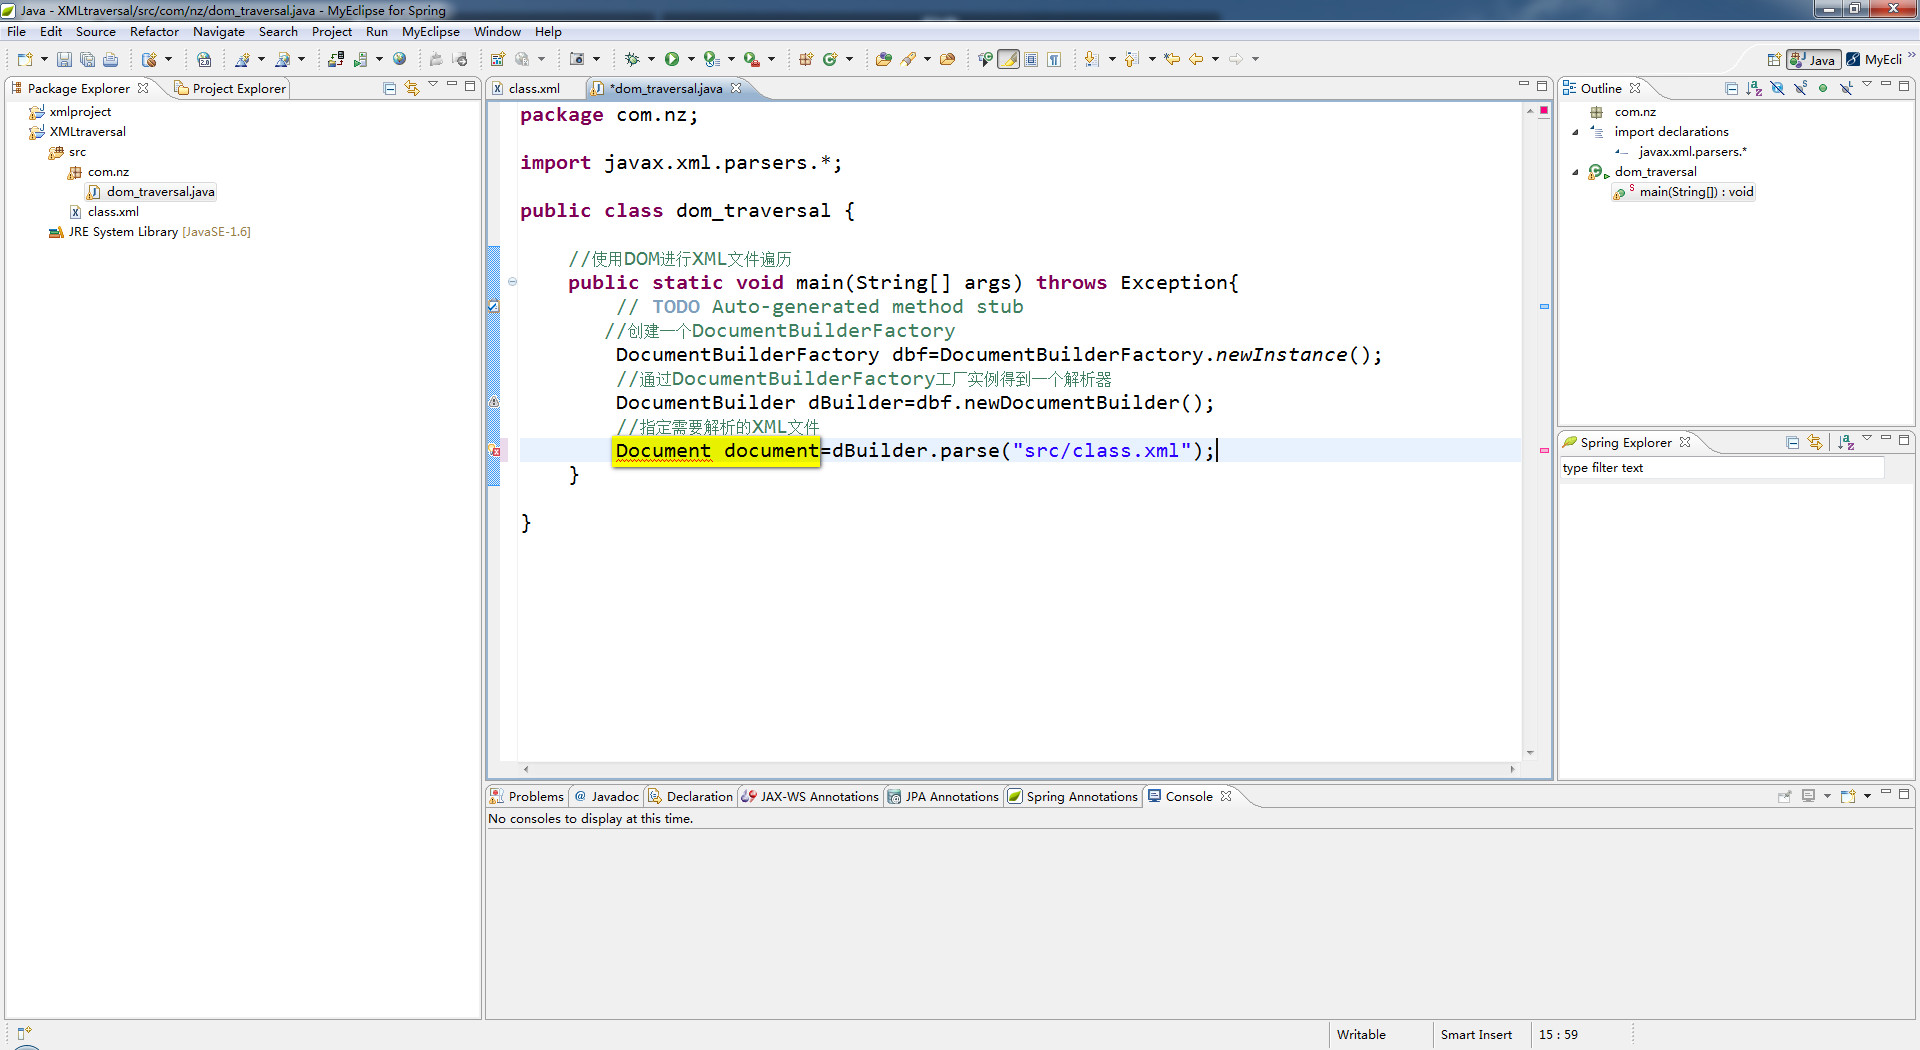 Java - XMLtraversal/src/com/nz/dom_traversal.java - MyEclipse for Spring
File Edit Source Refactor Navigate Search Project Run MyEclipse Window Help
Java MyEcli
Package Explorer Project Explorer
xmlproject
XMLtraversal
src
com.nz
dom_traversal.java
class.xml
JRE System Library [JavaSE-1.6]
class.xml *dom_traversal.java
package com.nz;
import javax.xml.parsers.*;
public class dom_traversal {
//使用DOM进行XML文件遍历
public static void main(String[] args) throws Exception{
// TODO Auto-generated method stub
//创建一个DocumentBuilderFactory
DocumentBuilderFactory dbf=DocumentBuilderFactory.newInstance();
//通过DocumentBuilderFactory工厂实例得到一个解析器
DocumentBuilder dBuilder=dbf.newDocumentBuilder();
//指定需要解析的XML文件
Document document=dBuilder.parse("src/class.xml");
}
}
Outline
com.nz
import declarations
javax.xml.parsers.*
dom_traversal
main(String[]) : void
Spring Explorer
type filter text
Problems Javadoc Declaration JAX-WS Annotations JPA Annotations Spring Annotations Console
No consoles to display at this time.
Writable Smart Insert 15 : 59